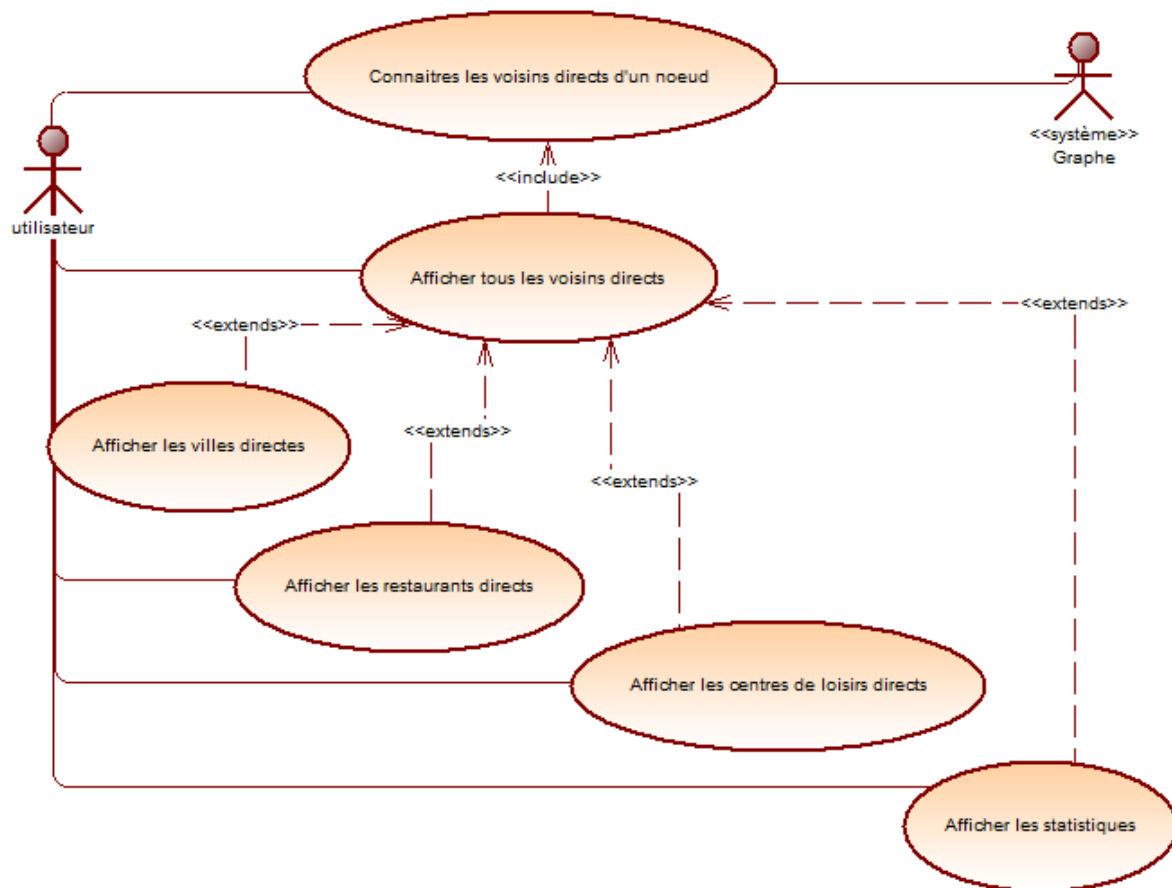 Connaitres les voisins directs d'un noeud
<<système>>
Graphe
<<include>>
utilisateur
Afficher tous les voisins directs
<<extends>>
<<extends>>
Afficher les villes directes
<<extends>>
<<extends>>
Afficher les restaurants directs
Afficher les centres de loisirs directs
Afficher les statistiques